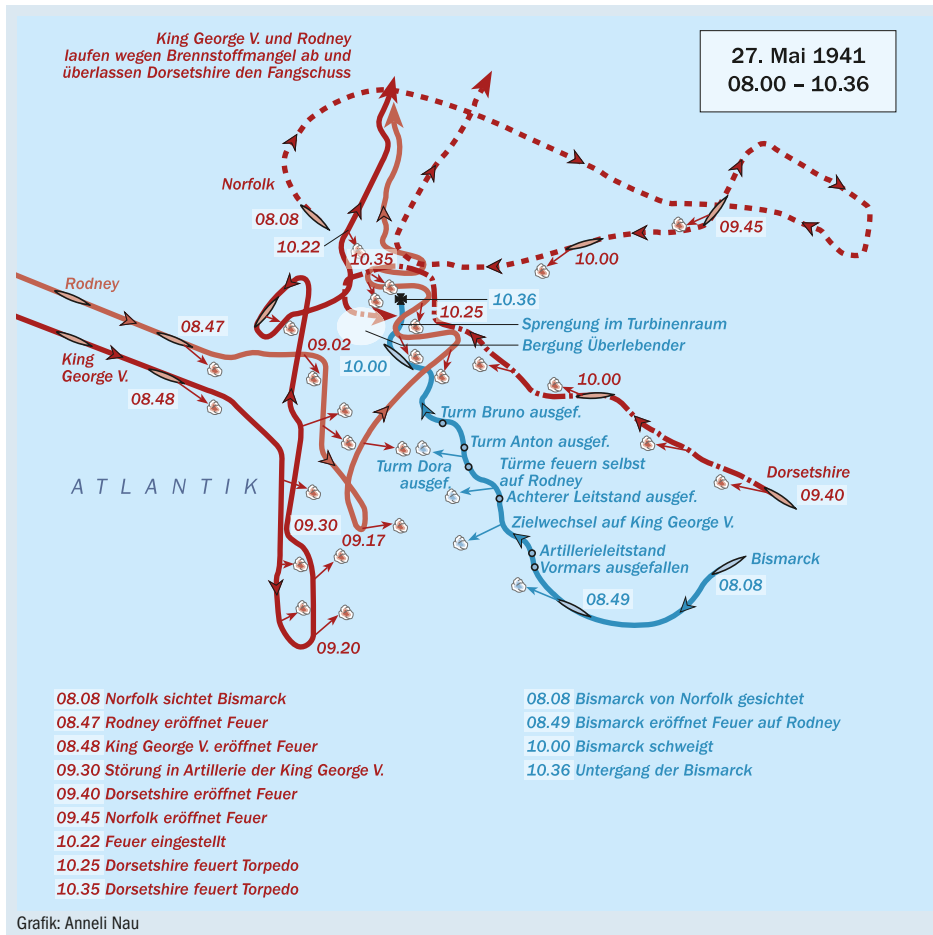 King George V. und Rodney
laufen wegen Brennstoffmangel ab und
überlassen Dorsetshire den Fangschuss
27. Mai 1941
08.00 – 10.36
Norfolk
08.08
10.22
10.35
09.45
10.00
Rodney
08.47
King
George V.
08.48
09.02
10.36
10.25
Sprengung im Turbinenraum
Bergung Überlebender
10.00
10.00
Turm Bruno ausgef.
Turm Anton ausgef.
Turm Dora
ausgef.
Türme feuern selbst
auf Rodney
Achterer Leitstand ausgef.
Dorsetshire
09.40
ATLANTIK
09.30
09.17
Zielwechsel auf King George V.
Artillerieleitstand
Vormars ausgefallen
Bismarck
08.08
08.49
09.20
08.08 Norfolk sichtet Bismarck
08.47 Rodney eröffnet Feuer
08.48 King George V. eröffnet Feuer
09.30 Störung in Artillerie der King George V.
09.40 Dorsetshire eröffnet Feuer
09.45 Norfolk eröffnet Feuer
10.22 Feuer eingestellt
10.25 Dorsetshire feuert Torpedo
10.35 Dorsetshire feuert Torpedo
08.08 Bismarck von Norfolk gesichtet
08.49 Bismarck eröffnet Feuer auf Rodney
10.00 Bismarck schweigt
10.36 Untergang der Bismarck
Grafik: Anneli Nau